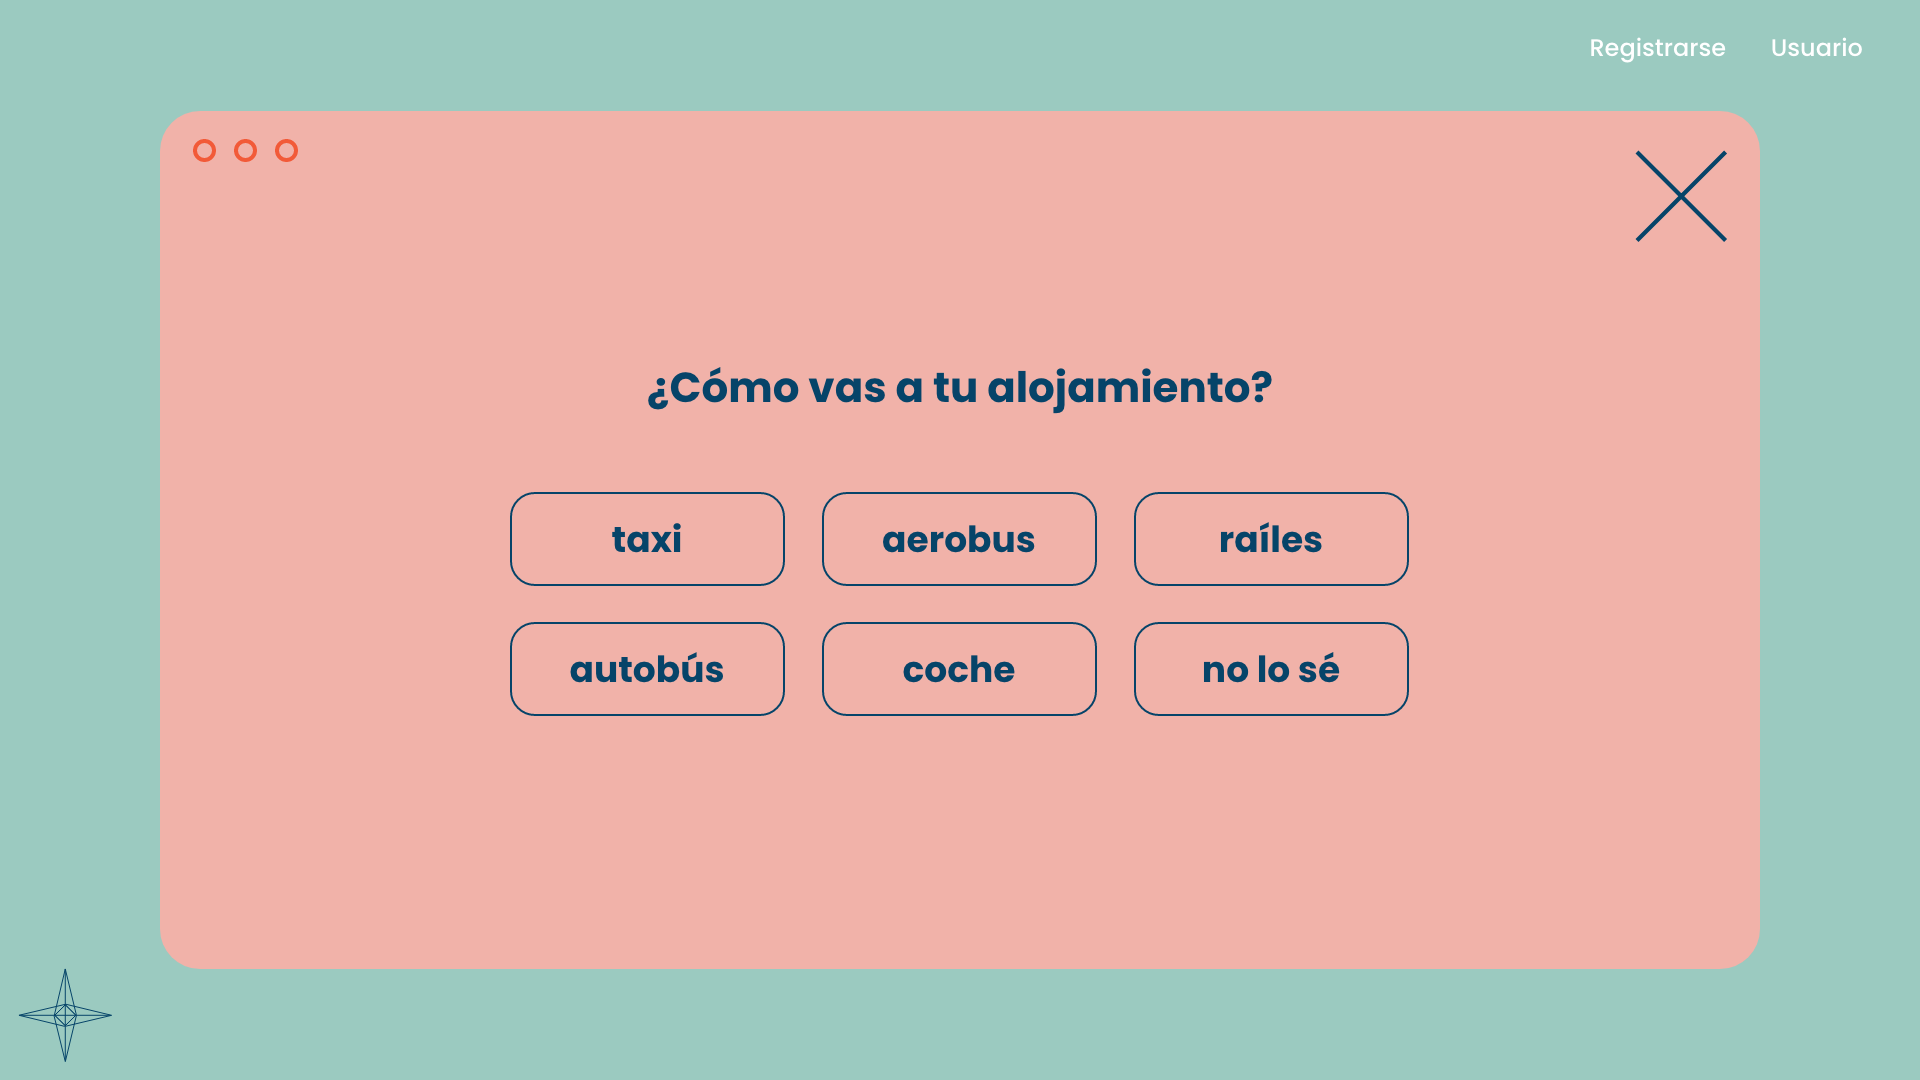 Registrarse Usuario
¿Cómo vas a tu alojamiento?
taxi aerobus raíles
autobús coche no lo sé